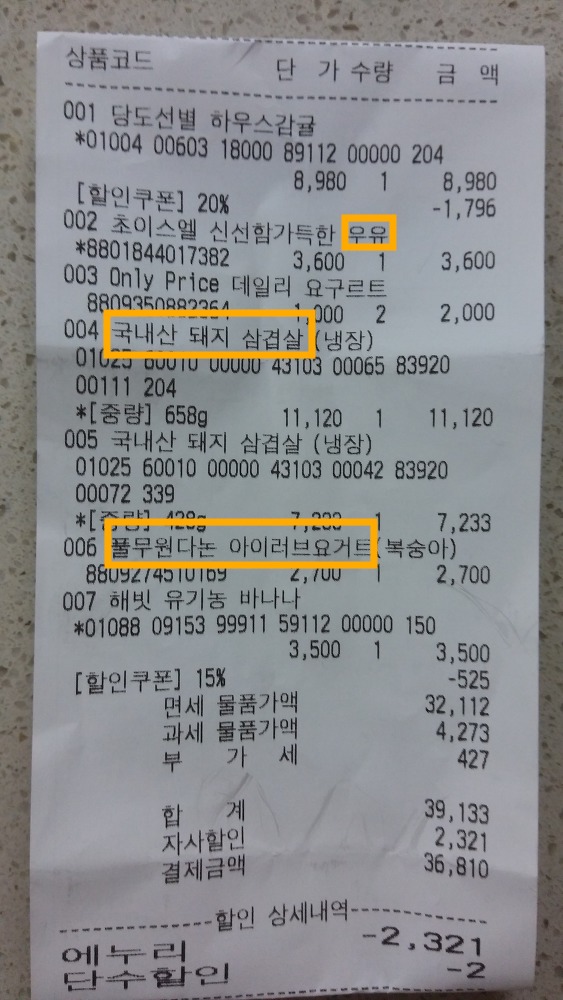 상품코드 단 가 수량 금 액
001 당도선별 하우스감귤
*01004 00603 18000 89112 00000 204
8,980 1 8,980
[할인쿠폰] 20% -1,796
002 초이스엘 신선함가득한 우유
*8801844017382 3,600 1 3,600
003 Only Price 데일리 요구르트
8809350882364 1,000 2 2,000
004 국내산 돼지 삼겹살 (냉장)
01025 60010 00000 43103 00065 83920
00111 204
*[중량] 658g 11,120 1 11,120
005 국내산 돼지 삼겹살 (냉장)
01025 60010 00000 43103 00042 83920
00072 339
*[중량] 428g 7,233 1 7,233
006 풀무원다논 아이러브요거트(복숭아)
8809274510169 2,700 1 2,700
007 해빗 유기농 바나나
*01088 09153 99911 59112 00000 150
3,500 1 3,500
[할인쿠폰] 15% -525
면세 물품가액 32,112
과세 물품가액 4,273
부 가 세 427
합 계 39,133
자사할인 2,321
결제금액 36,810
할인 상세내역
에누리 -2,321
단수할인 -2